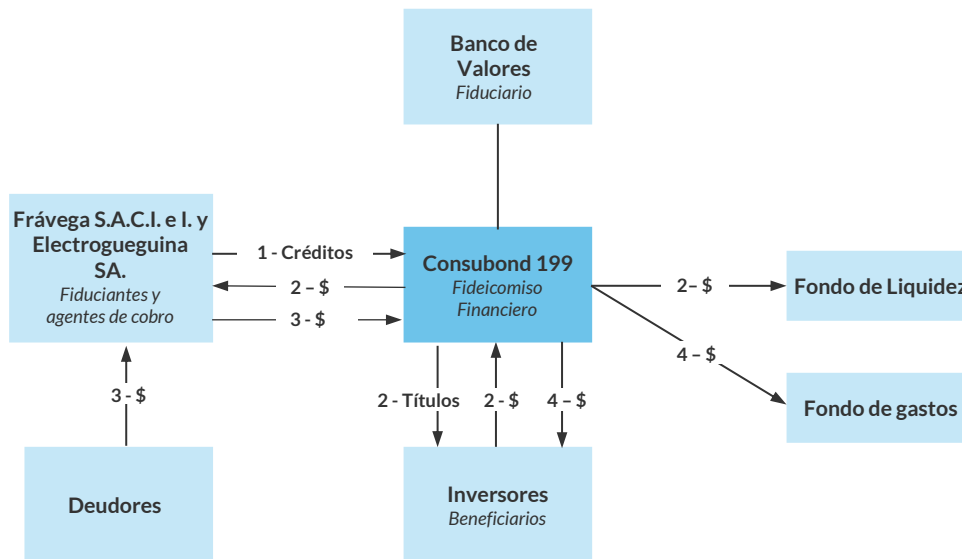 Banco de
Valores
Fiduciario
Frávega S.A.C.I. e I. y
Electrogueguina
SA.
Fiduciantes y
agentes de cobro
1 - Créditos
2 – $
3 - $
Consubond 199
Fideicomiso
Financiero
2– $
Fondo de Liquidez
4 – $
Fondo de gastos
3 - $
2 - Títulos
2 - $
4 – $
Deudores
Inversores
Beneficiarios